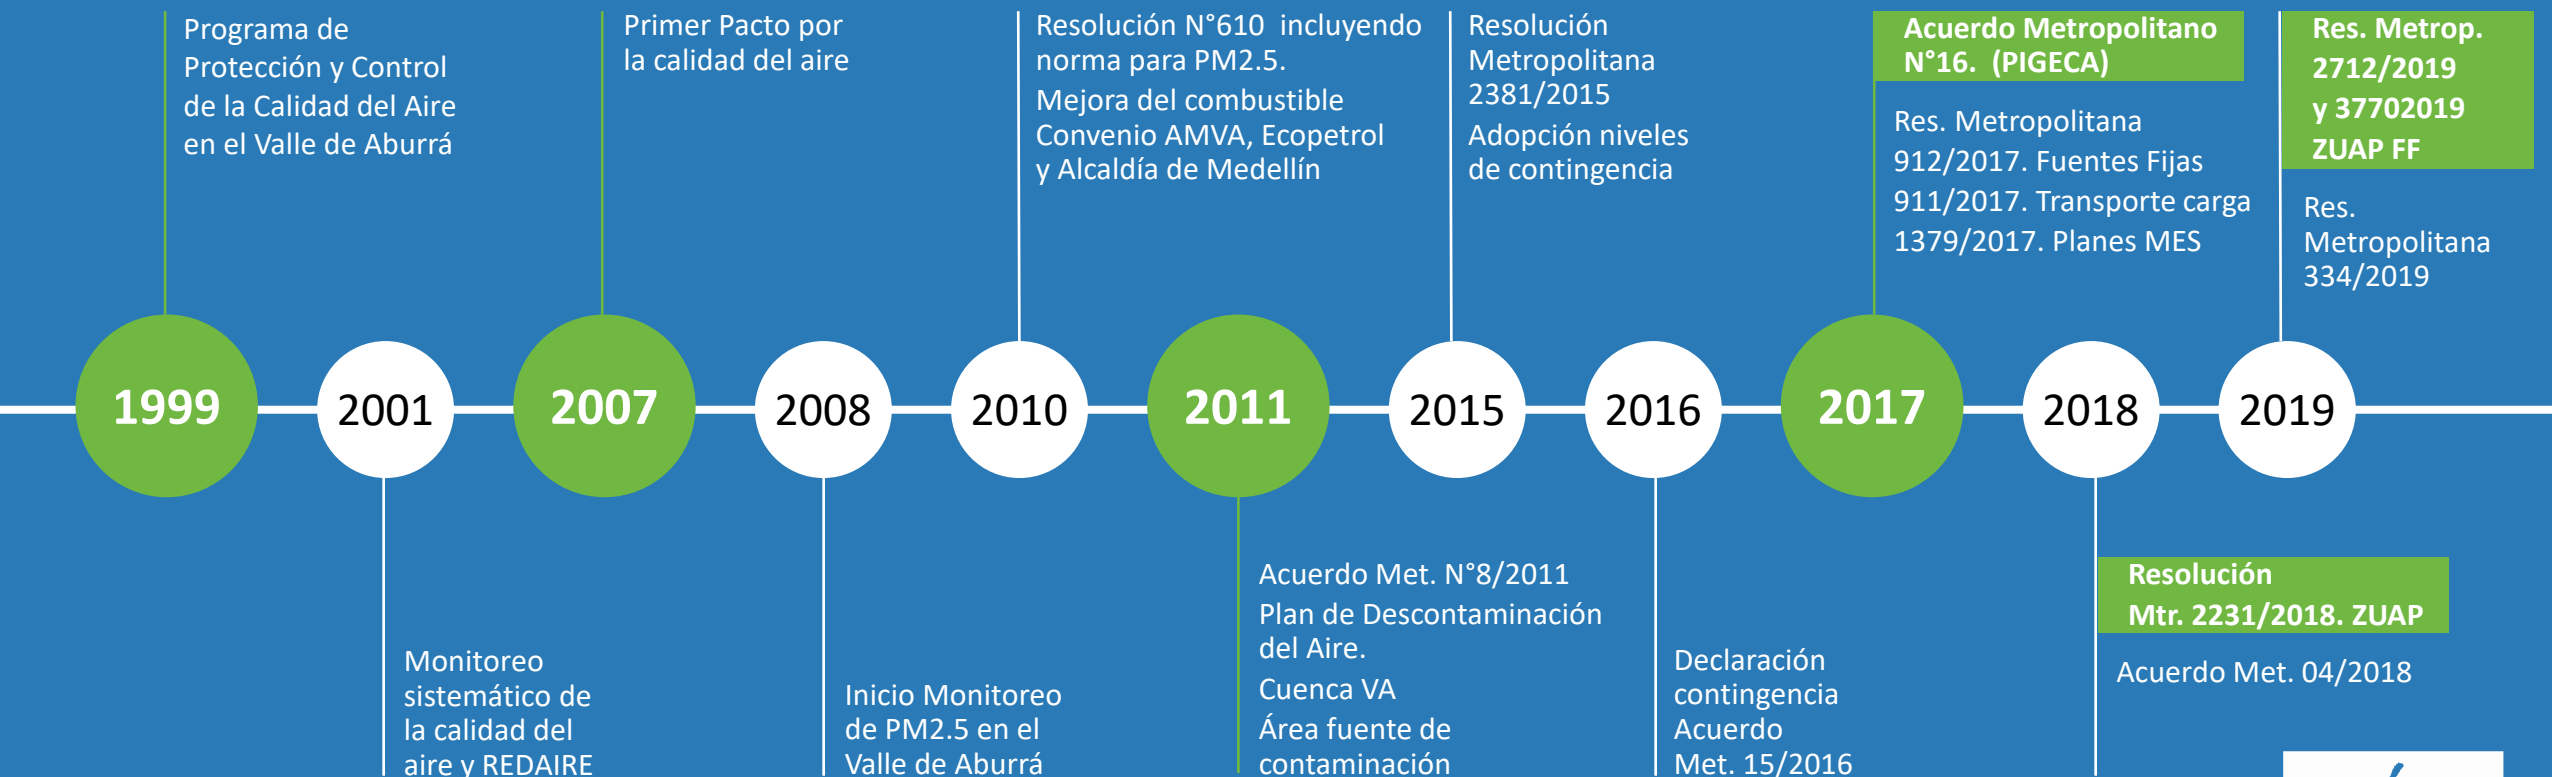 Programa de
Protección y Control
de la Calidad del Aire
en el Valle de Aburrá
Primer Pacto por
la calidad del aire
Resolución N°610 incluyendo
norma para PM2.5.
Mejora del combustible
Convenio AMVA, Ecopetrol
y Alcaldía de Medellín
Resolución
Metropolitana
2381/2015
Adopción niveles
de contingencia
Acuerdo Metropolitano
N°16. (PIGECA)
Res. Metropolitana
912/2017. Fuentes Fijas
911/2017. Transporte carga
1379/2017. Planes MES
Res. Metrop.
2712/2019
y 37702019
ZUAP FF
Res.
Metropolitana
334/2019
1999
2001
2007
2008
2010
2011
2015
2016
2017
2018
2019
Monitoreo
sistemático de
la calidad del
aire y REDAIRE
Inicio Monitoreo
de PM2.5 en el
Valle de Aburrá
Acuerdo Met. N°8/2011
Plan de Descontaminación
del Aire.
Cuenca VA
Área fuente de
contaminación
Declaración
contingencia
Acuerdo
Met. 15/2016
Resolución
Mtr. 2231/2018. ZUAP
Acuerdo Met. 04/2018